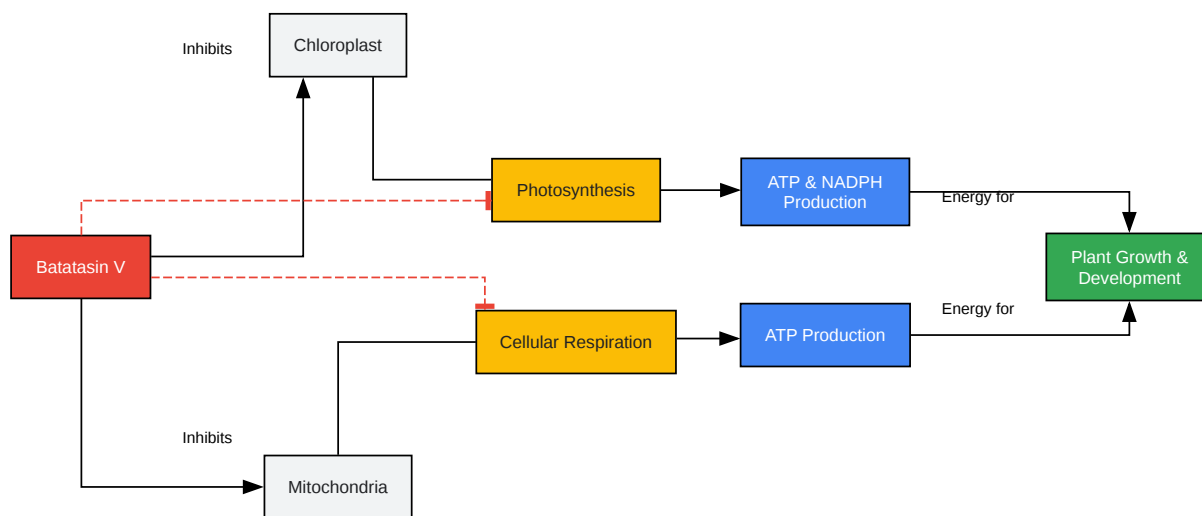 Inhibits
Chloroplast
Photosynthesis
ATP & NADPH
Production
Energy for
Batatasin V
Plant Growth &
Development
Cellular Respiration
ATP Production
Energy for
Inhibits
Mitochondria